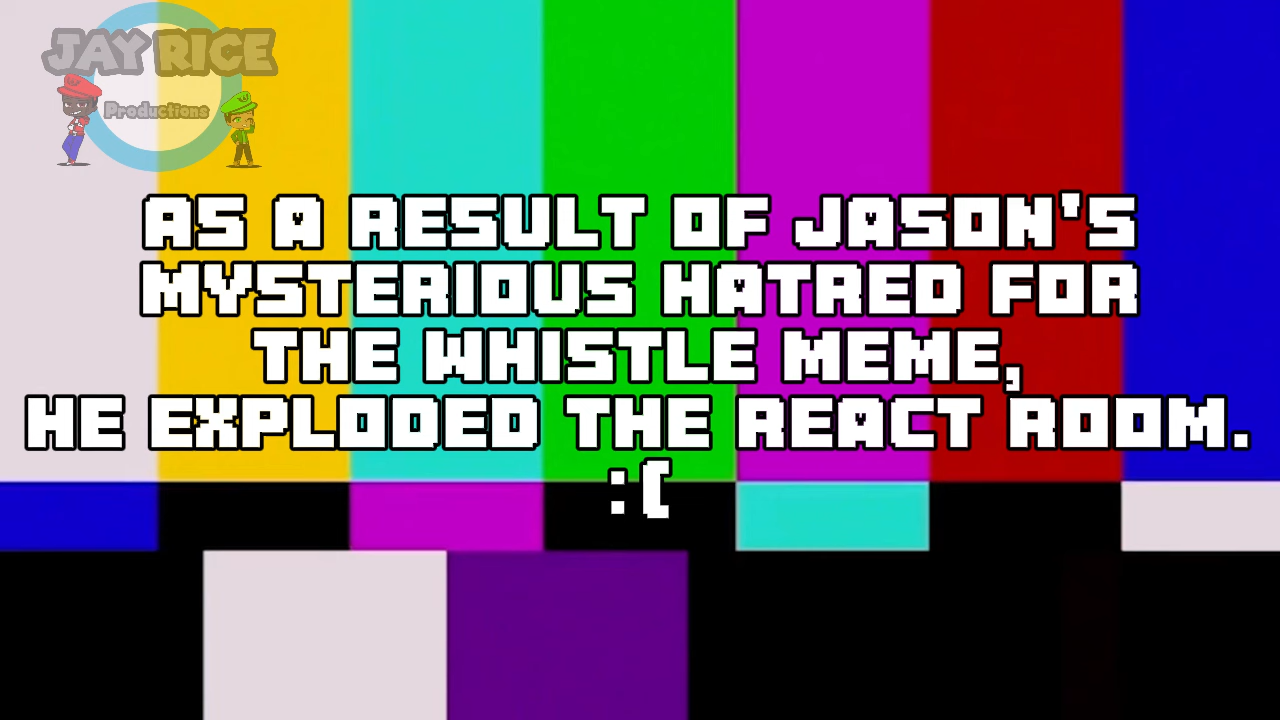 JAY RICE
Productions
AS A RESULT OF JASON'S
MYSTERIOUS HATRED FOR
THE WHISTLE MEME,
HE EXPLODED THE REACT ROOM.
:(